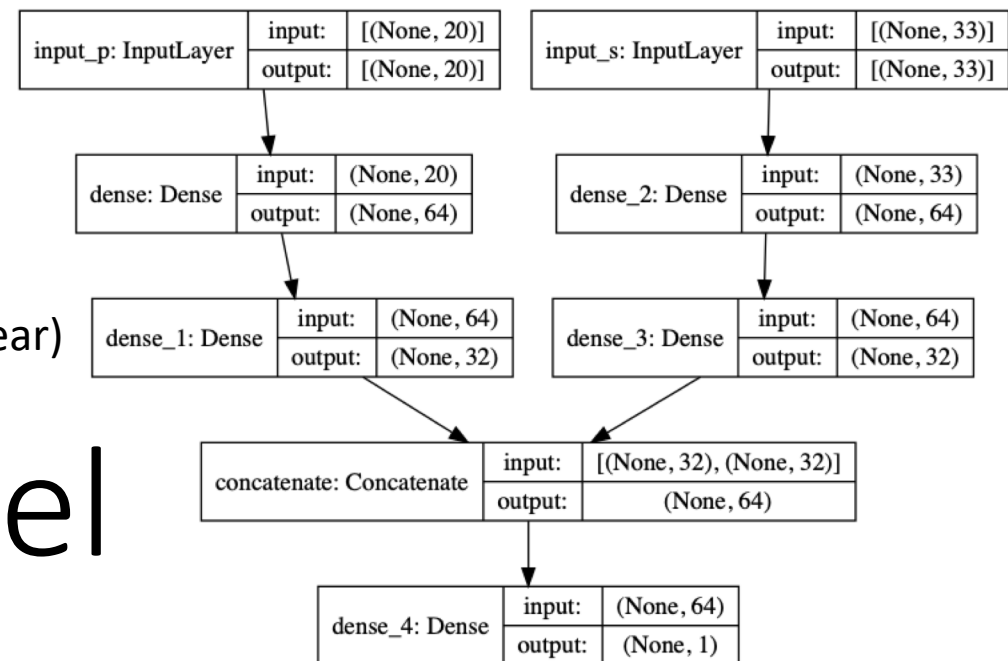 input_p: InputLayer
input: [(None, 20)]
output: [(None, 20)]
input_s: InputLayer
input: [(None, 33)]
output: [(None, 33)]
dense: Dense
input: (None, 20)
output: (None, 64)
dense_2: Dense
input: (None, 33)
output: (None, 64)
ear)
dense_1: Dense
input: (None, 64)
output: (None, 32)
dense_3: Dense
input: (None, 64)
output: (None, 32)
el
concatenate: Concatenate
input: [(None, 32), (None, 32)]
output: (None, 64)
dense_4: Dense
input: (None, 64)
output: (None, 1)